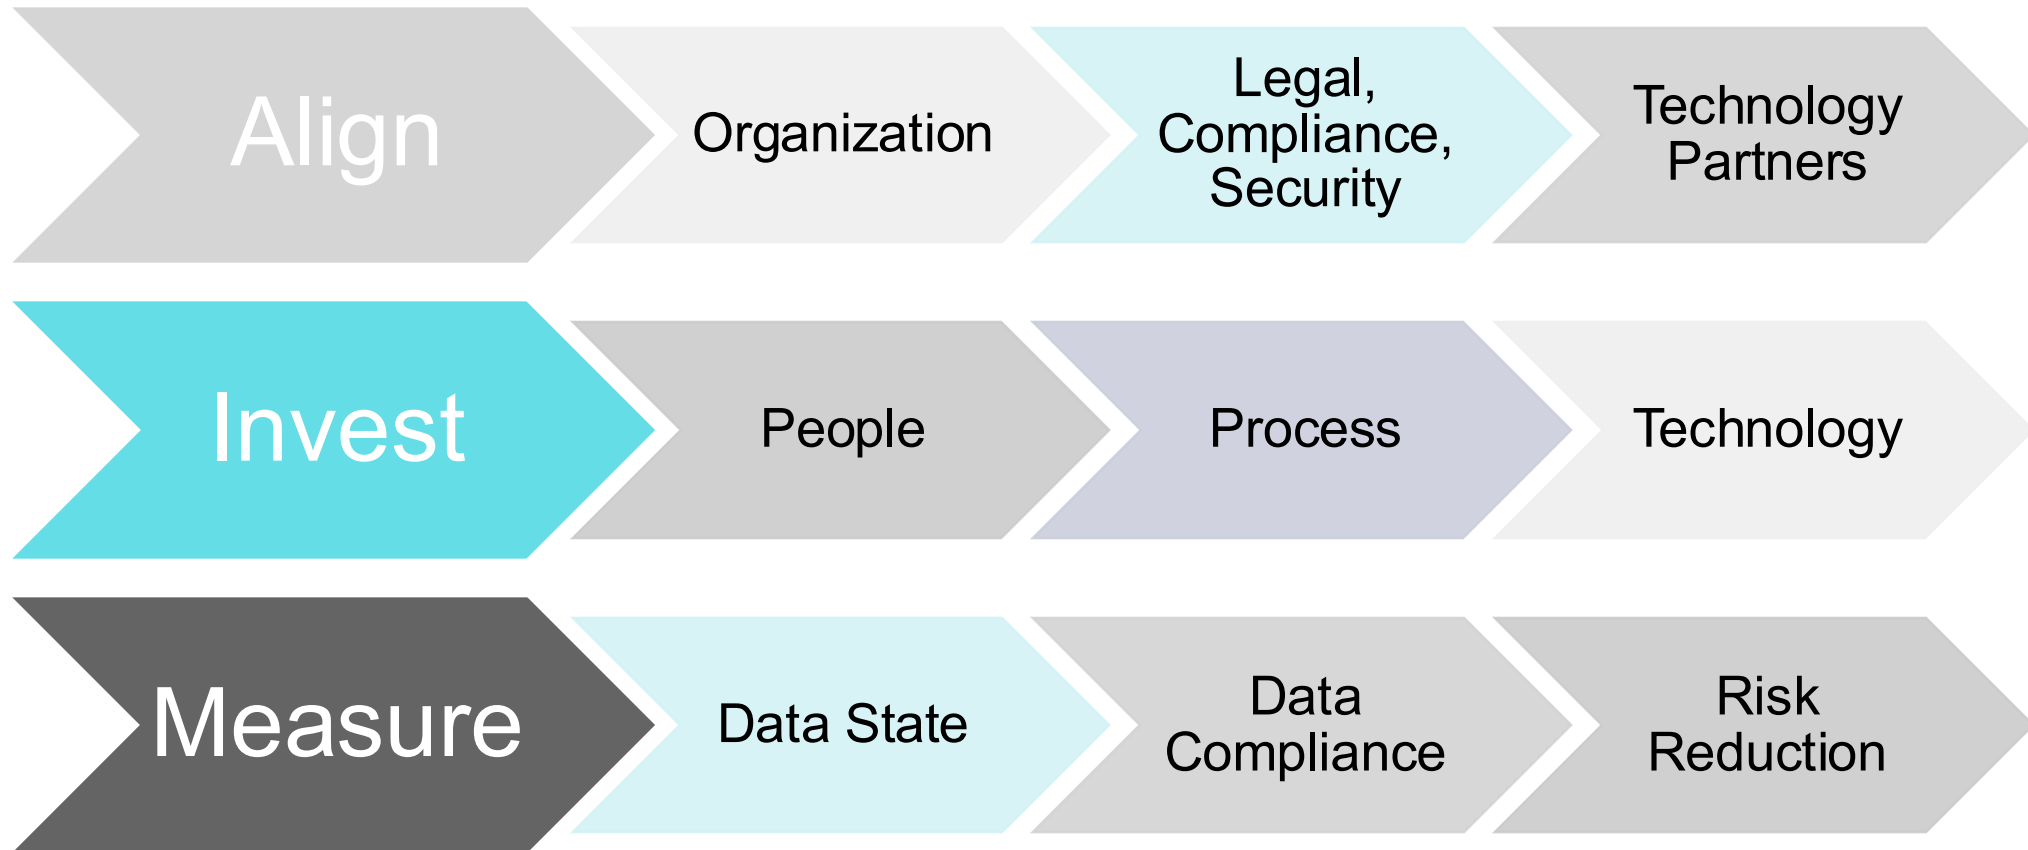 Align
Organization
Legal,
Compliance,
Security
Technology
Partners
Invest
People
Process
Technology
Measure
Data State
Data
Compliance
Risk
Reduction